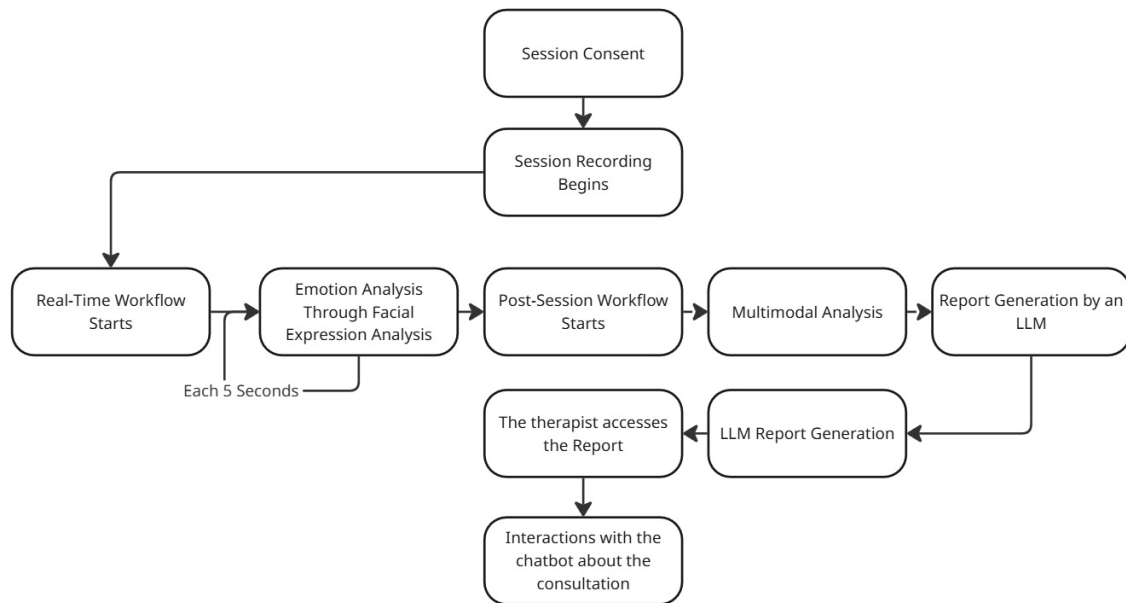 Session Consent
Session Recording
Begins
Real-Time Workflow
Starts
Emotion Analysis
Through Facial
Expression Analysis
Post-Session Workflow
Starts
Multimodal Analysis
Report Generation by an
LLM
Each 5 Seconds
The therapist accesses
the Report
LLM Report Generation
Interactions with the
chatbot about the
consultation